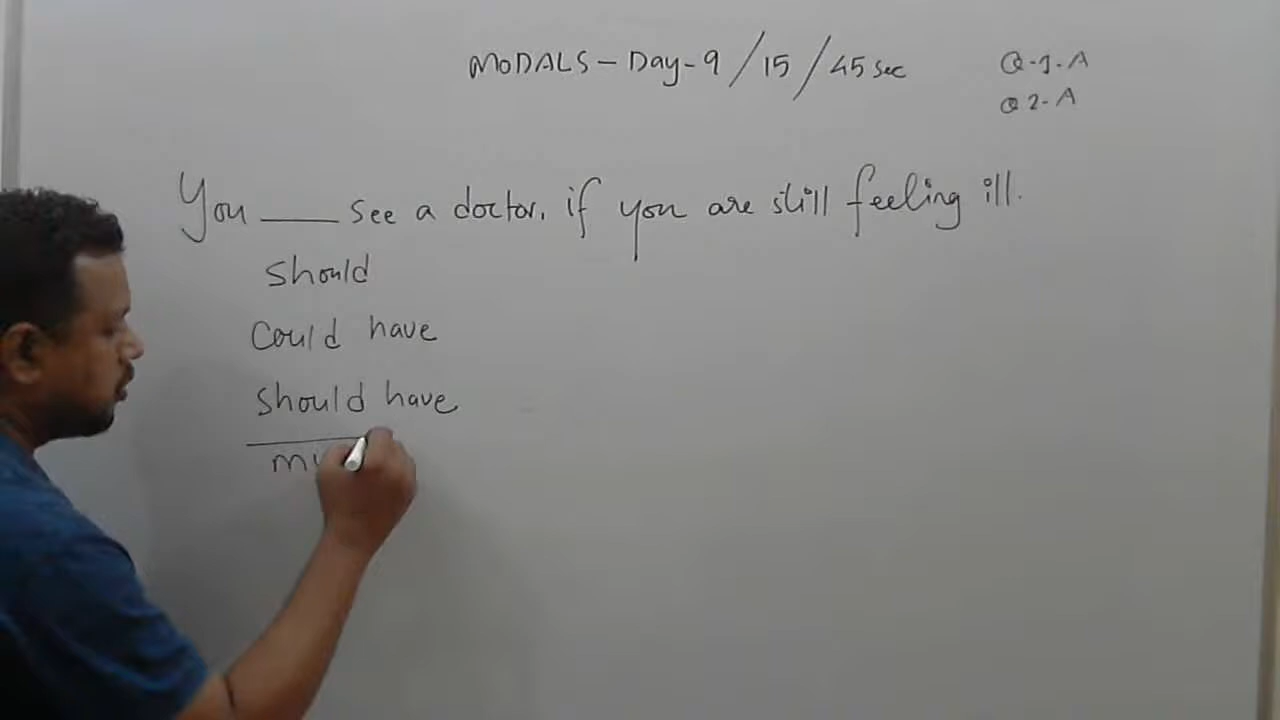 MODALS - Day - 9 / 15 / 45 sec
Q-1-A
Q 2-A
You ____ see a doctor, if you are still feeling ill.
should
could have
should have